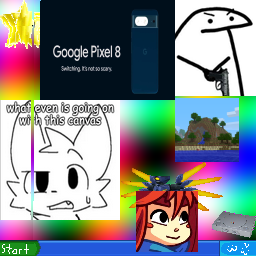 Google Pixel 8
Switching. It's not so scary.
what even is going on
with this canvas
Start